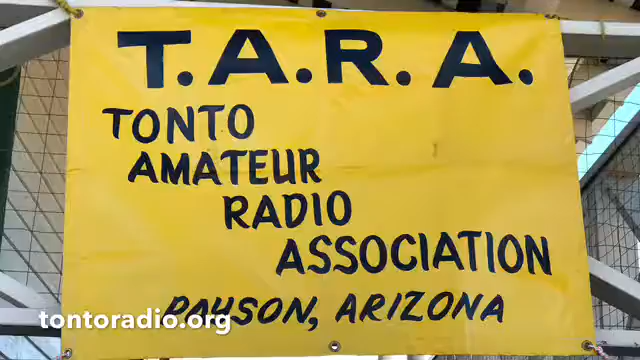 T.A.R.A.
TONTO
AMATEUR
RADIO
ASSOCIATION
PAYSON, ARIZONA
tontoradio.org